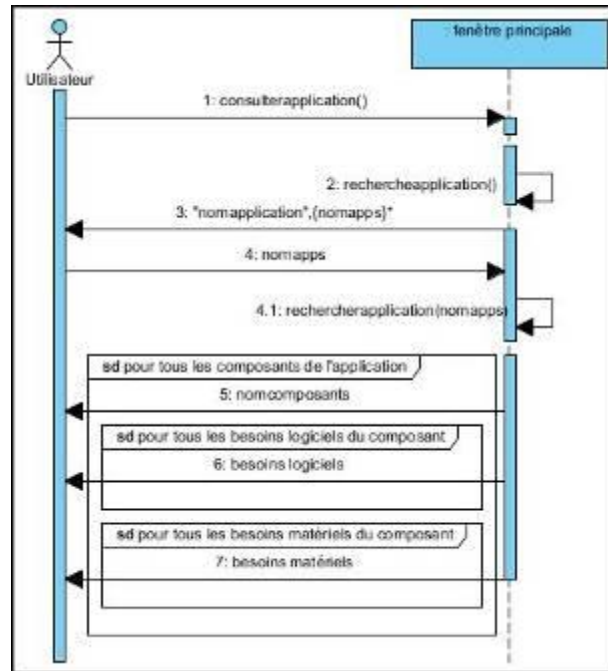 : fenêtre principale
Utilisateur
1: consulterapplication()
2: rechercheapplication()
3: "nomapplication",{nomapps}*
4: nomapps
4.1: rechercherapplication(nomapps)
sd pour tous les composants de l'application
5: nomcomposants
sd pour tous les besoins logiciels du composant
6: besoins logiciels
sd pour tous les besoins matériels du composant
7: besoins matériels